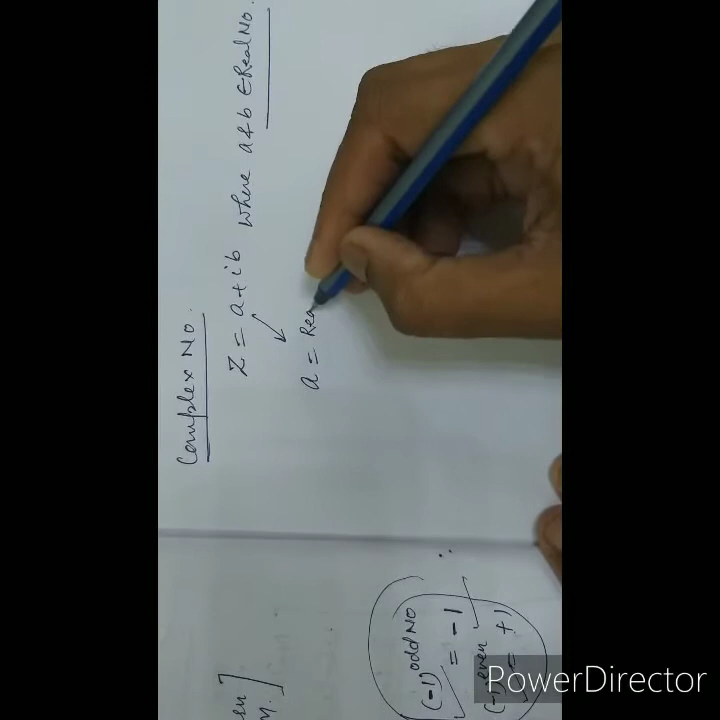 Complex No.
Z = a + ib where a & b ∈ Real No.
a = Rea
(-1)^odd NO = -1
(-1)^even = +1
PowerDirector